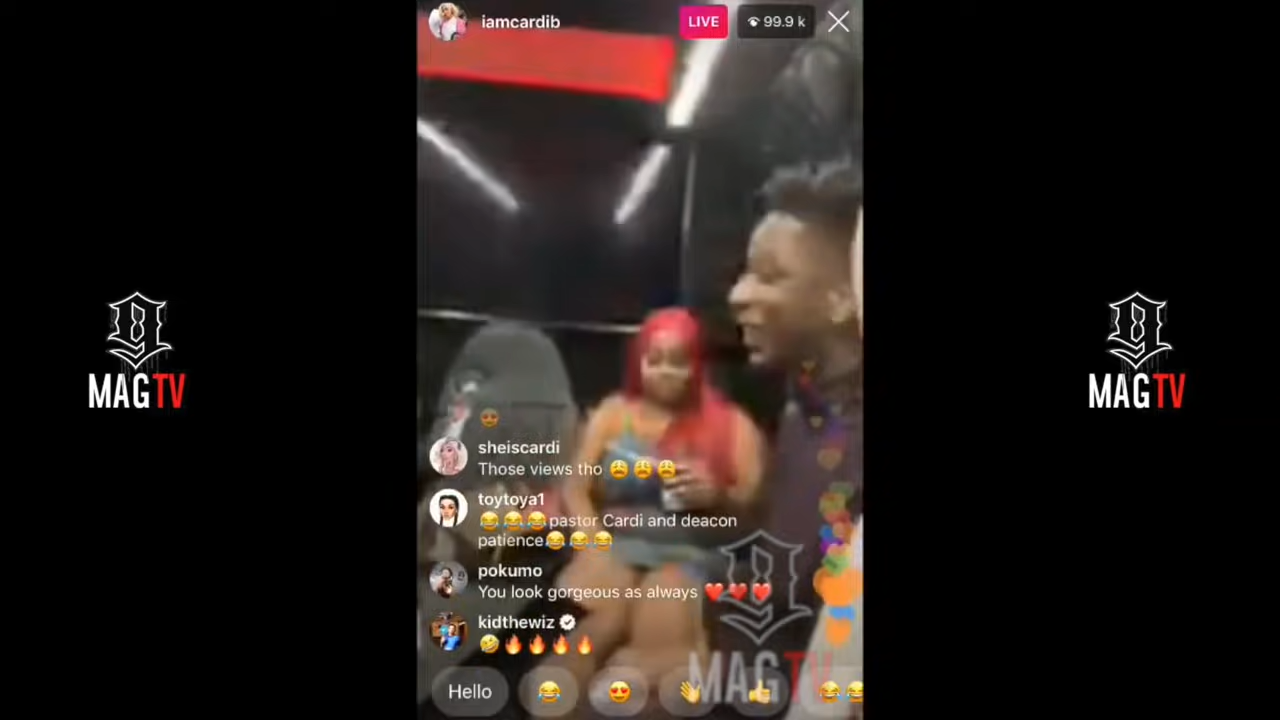 iamcardib
LIVE
99.9 k
sheiscardi
Those views tho 😩😩😩
toytoya1
😂😂😂pastor Cardi and deacon
patience😂😂😂
pokumo
You look gorgeous as always ❤️❤️❤️
kidthewiz
🤣🔥🔥🔥🔥
Hello 😂 😍 👋 👍 😂😂
g
MAGTV
g
MAGTV
g
MAGTV